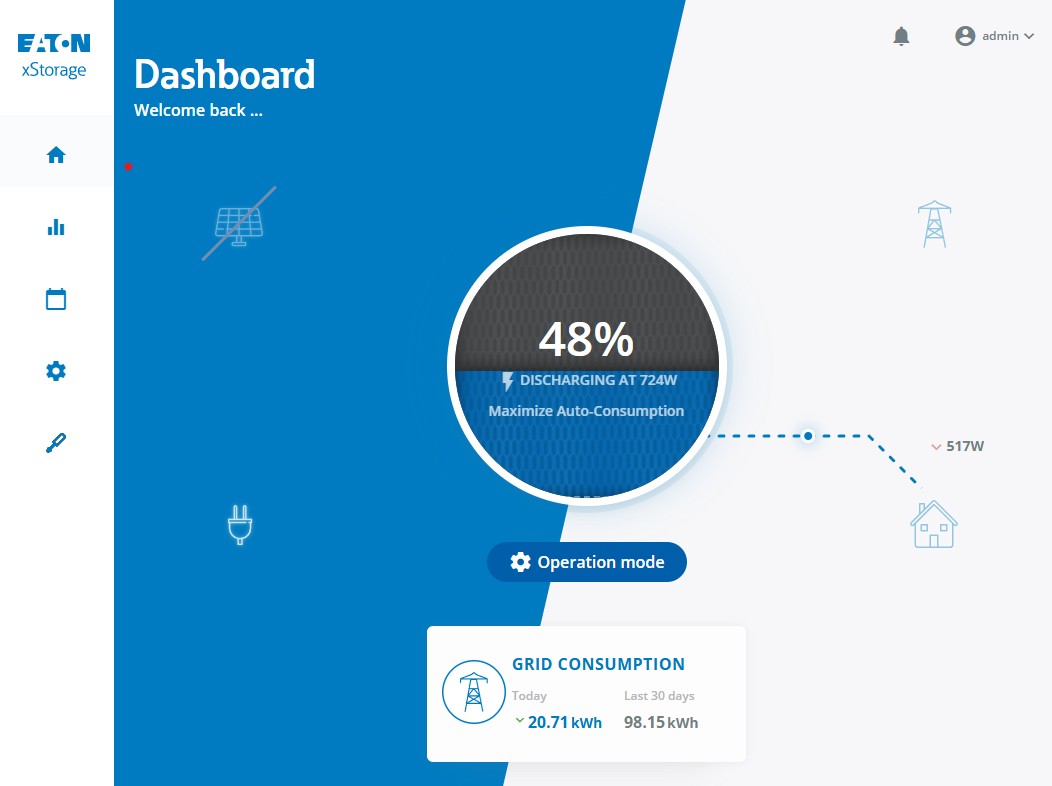 EATON
xStorage
admin
Dashboard
Welcome back ...
48%
DISCHARGING AT 724W
Maximize Auto-Consumption
517W
Operation mode
GRID CONSUMPTION
Today
Last 30 days
20.71 kWh
98.15 kWh